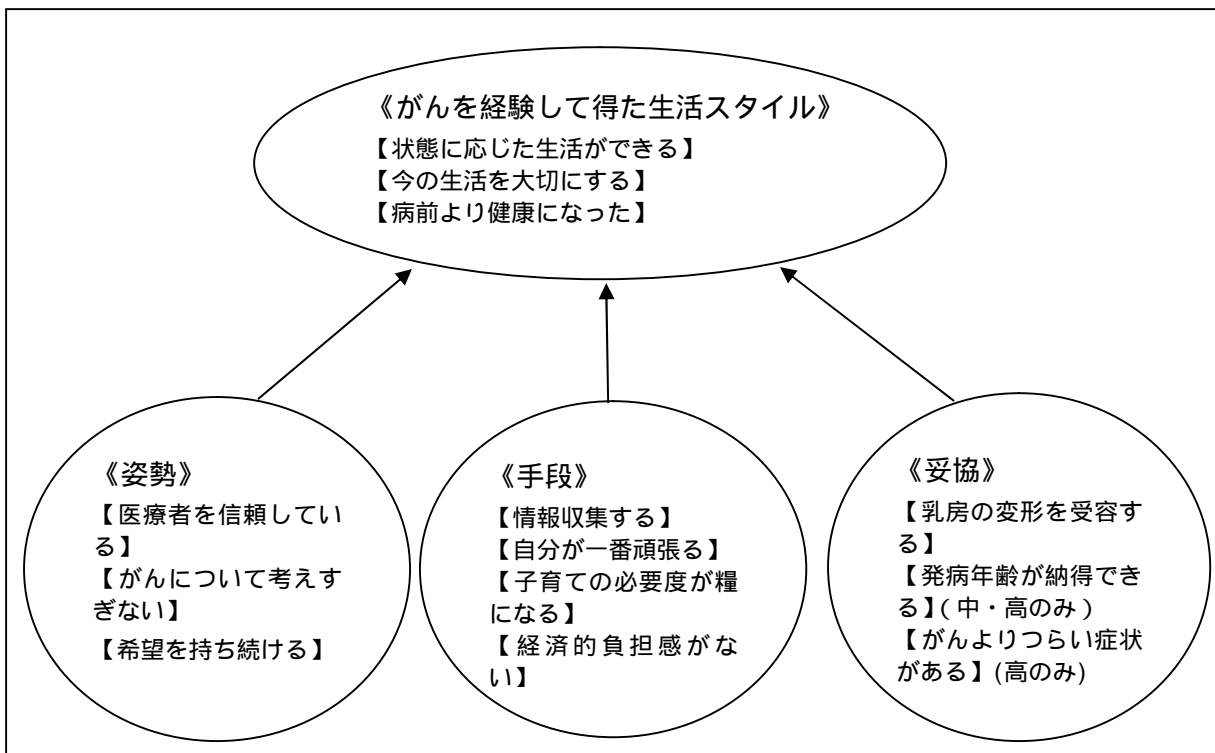 《がんを経験して得た生活スタイル》
【状態に応じた生活ができる】
【今の生活を大切にする】
【病前より健康になった】
《姿勢》
【医療者を信頼してい
る】
【がんについて考えす
ぎない】
【希望を持ち続ける】
《手段》
【情報収集する】
【自分が一番頑張る】
【子育ての必要度が糧
になる】
【経済的負担感がな
い】
《妥協》
【乳房の変形を受容す
る】
【発病年齢が納得でき
る】(中・高のみ)
【がんよりつらい症状
がある】(高のみ)